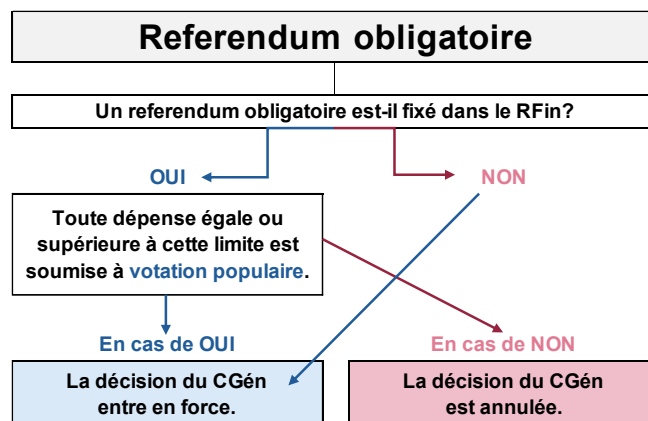 Referendum obligatoire
Un referendum obligatoire est-il fixé dans le RFin?
OUI
NON
Toute dépense égale ou
supérieure à cette limite est
soumise à votation populaire.
En cas de OUI
En cas de NON
La décision du CGén
entre en force.
La décision du CGén
est annulée.